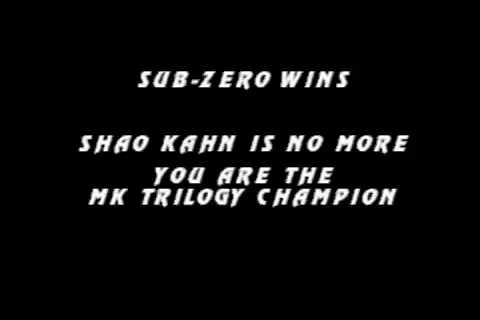 SUB-ZERO WINS
SHAO KAHN IS NO MORE
YOU ARE THE
MK TRILOGY CHAMPION